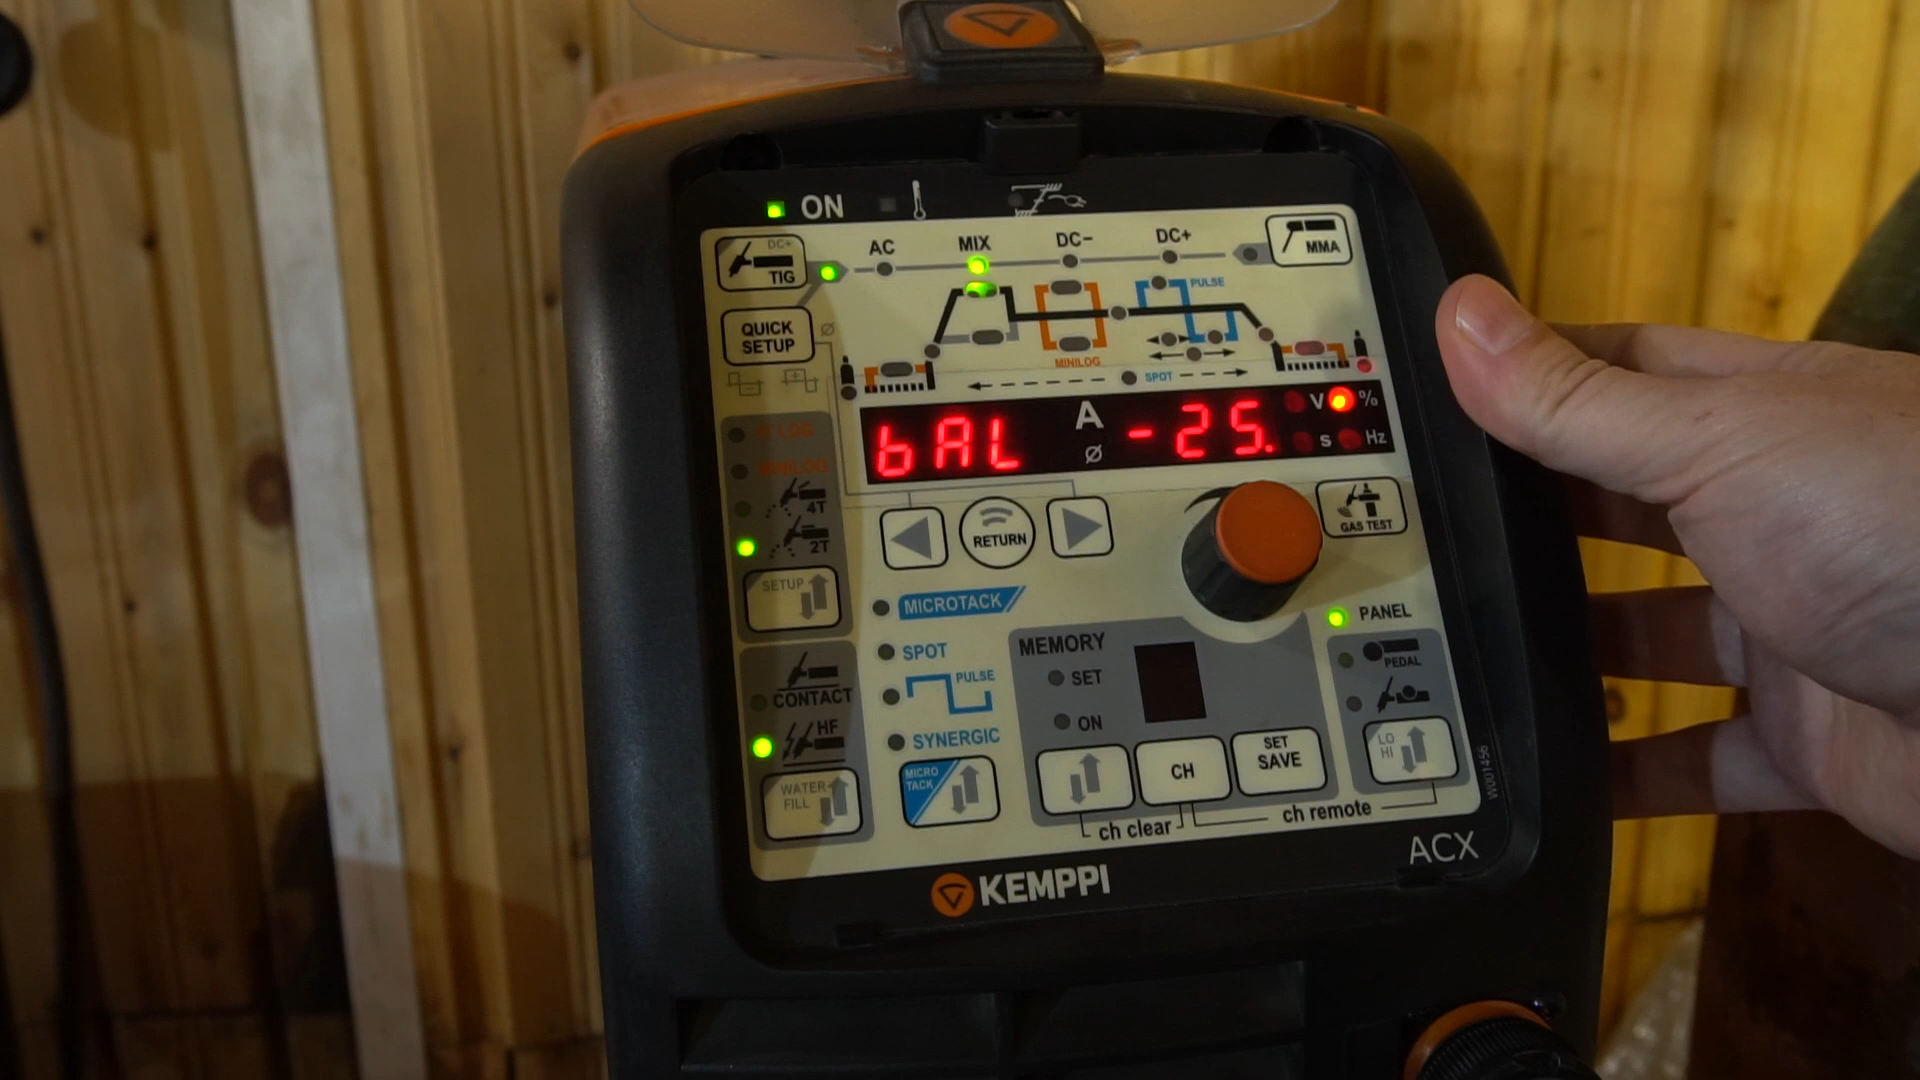 ON
DC+
TIG
AC
MIX
DC−
DC+
MMA
QUICK
SETUP
Ø
PULSE
MINILOG
SPOT
bAL
A
Ø
-25.
V
%
s
Hz
4T
2T
RETURN
GAS TEST
SETUP
MICROTACK
SPOT
PULSE
SYNERGIC
MICRO
TACK
CONTACT
HF
WATER
FILL
MEMORY
SET
ON
CH
SET
SAVE
ch clear
ch remote
PANEL
PEDAL
LO
HI
W001456
ACX
KEMPPI